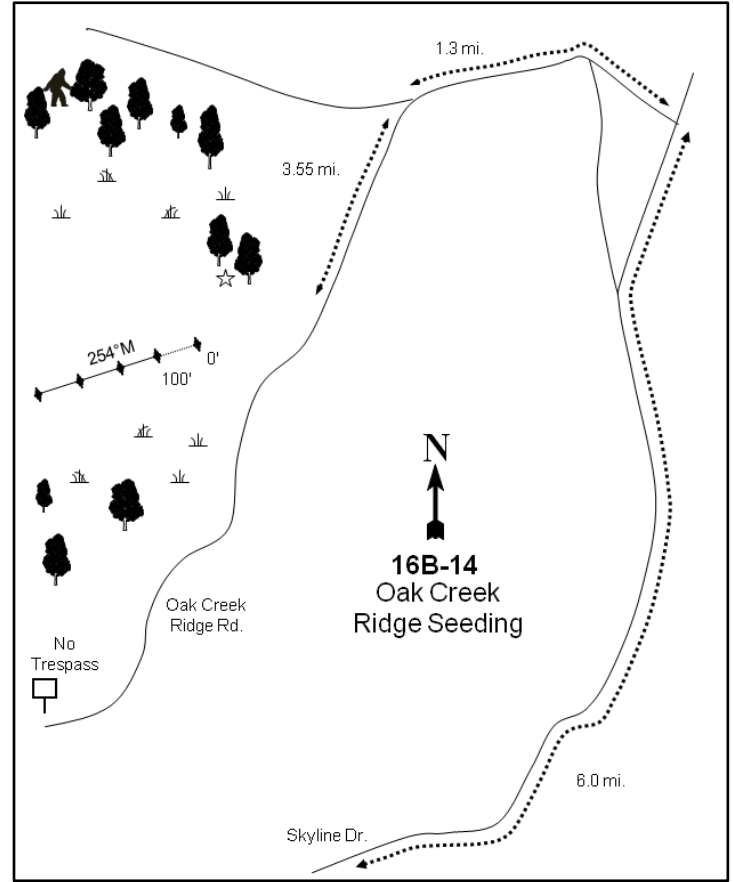 1.3 mi.
3.55 mi.
254°M
0'
100'
N
16B-14
Oak Creek
Ridge Seeding
Oak Creek
Ridge Rd.
No
Trespass
6.0 mi.
Skyline Dr.